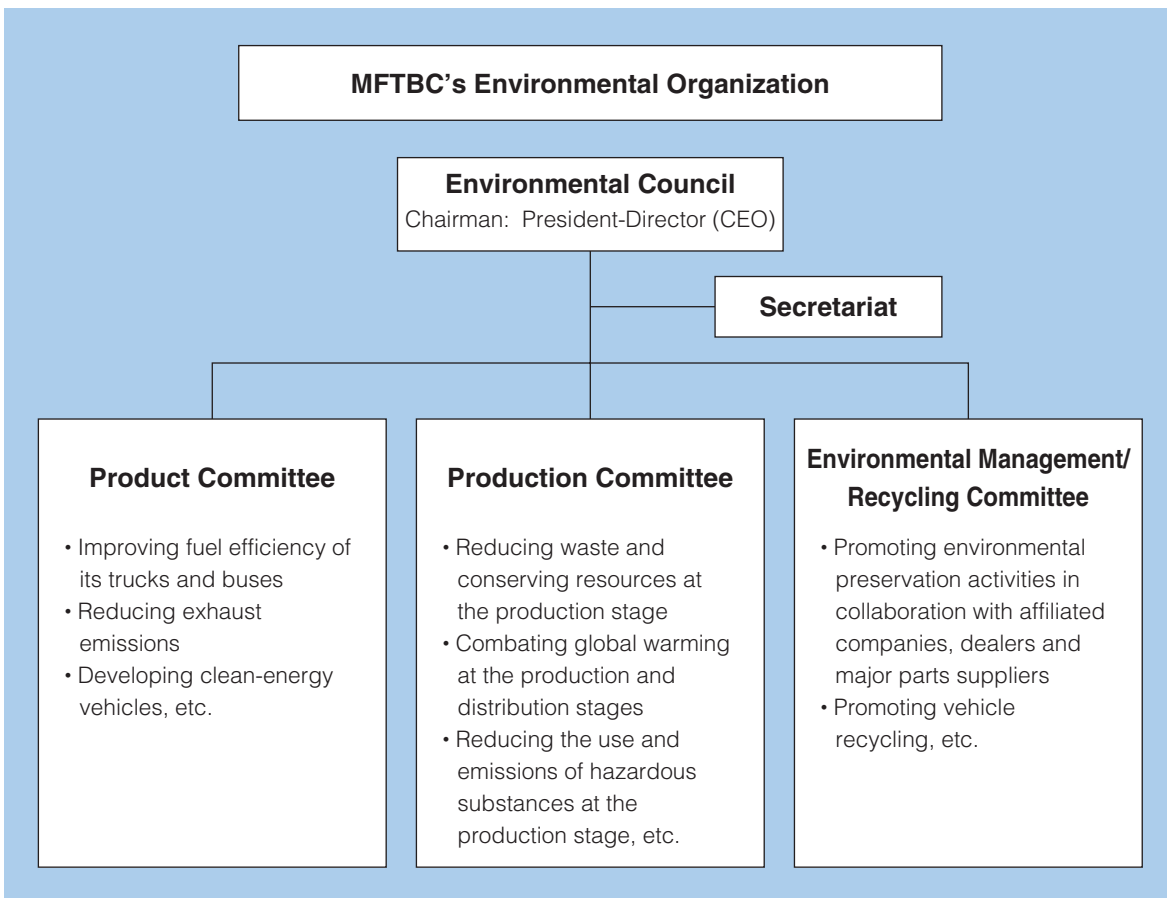 MFTBC's Environmental Organization
Environmental Council
Chairman:  President-Director (CEO)
Secretariat
Product Committee
• Improving fuel efficiency of
its trucks and buses
• Reducing exhaust
emissions
• Developing clean-energy
vehicles, etc.
Production Committee
• Reducing waste and
conserving resources at
the production stage
• Combating global warming
at the production and
distribution stages
• Reducing the use and
emissions of hazardous
substances at the
production stage, etc.
Environmental Management/
Recycling Committee
• Promoting environmental
preservation activities in
collaboration with affiliated
companies, dealers and
major parts suppliers
• Promoting vehicle
recycling, etc.